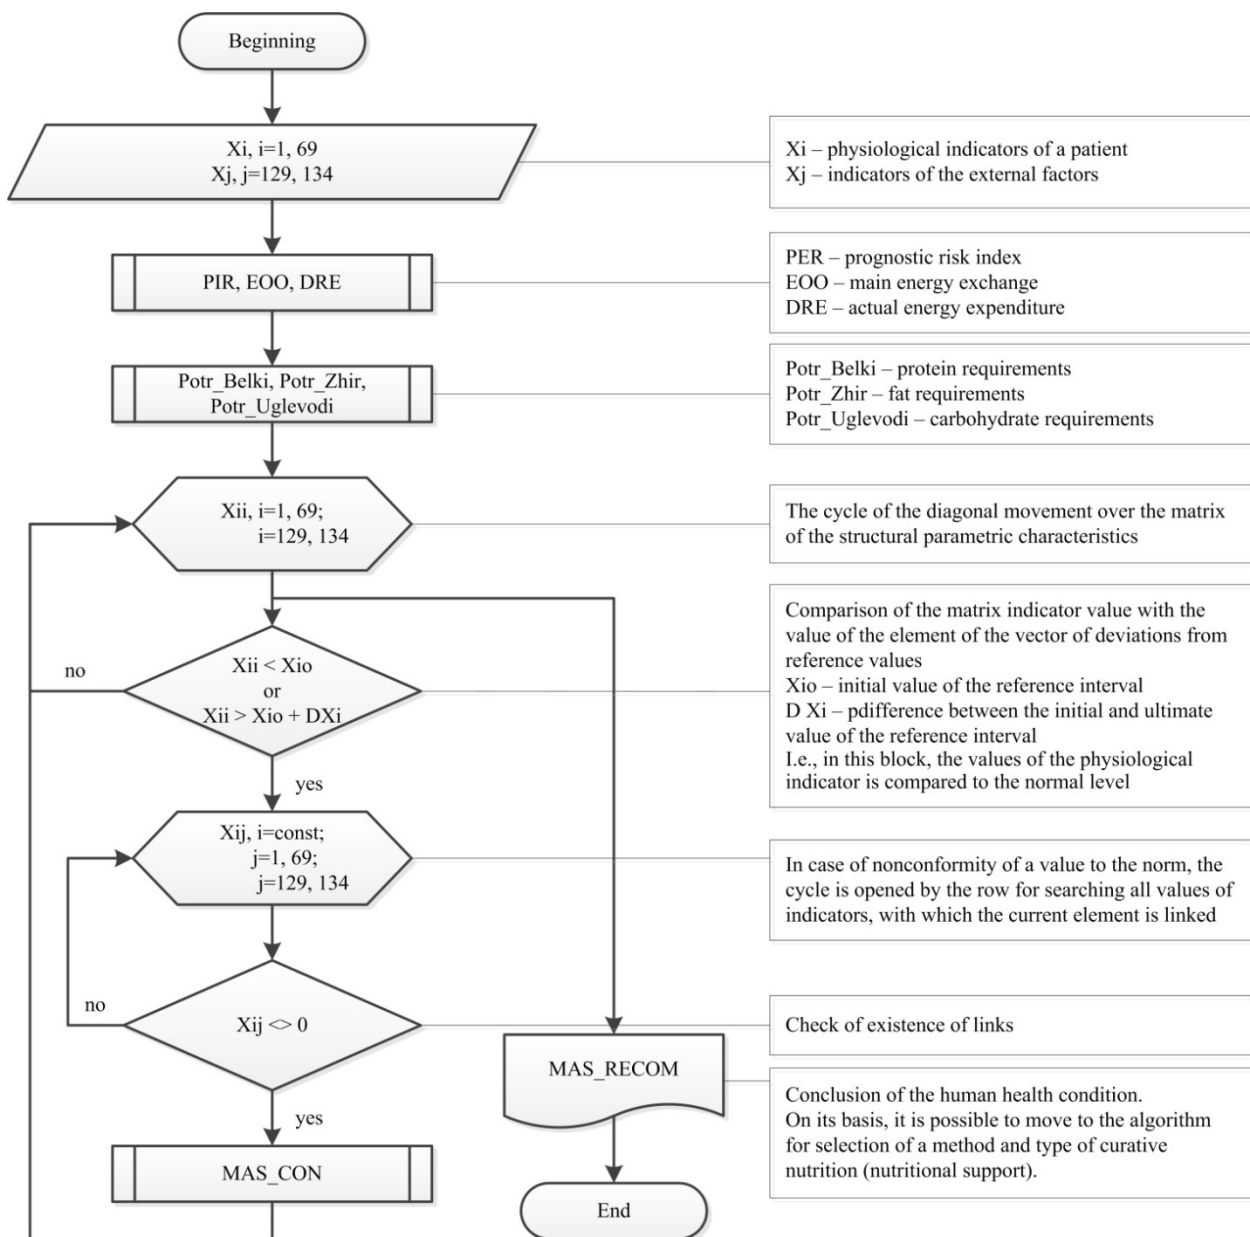 Beginning
Xi, i=1, 69
Xj, j=129, 134
Xi – physiological indicators of a patient
Xj – indicators of the external factors
PIR, EOO, DRE
PER – prognostic risk index
EOO – main energy exchange
DRE – actual energy expenditure
Potr_Belki, Potr_Zhir,
Potr_Uglevodi
Potr_Belki – protein requirements
Potr_Zhir – fat requirements
Potr_Uglevodi – carbohydrate requirements
Xii, i=1, 69;
i=129, 134
The cycle of the diagonal movement over the matrix
of the structural parametric characteristics
no
Xii < Xio
or
Xii > Xio + DXi
yes
Comparison of the matrix indicator value with the
value of the element of the vector of deviations from
reference values
Xio – initial value of the reference interval
D Xi – pdifference between the initial and ultimate
value of the reference interval
I.e., in this block, the values of the physiological
indicator is compared to the normal level
Xij, i=const;
j=1, 69;
j=129, 134
In case of nonconformity of a value to the norm, the
cycle is opened by the row for searching all values of
indicators, with which the current element is linked
no
Xij <> 0
yes
Check of existence of links
MAS_RECOM
Conclusion of the human health condition.
On its basis, it is possible to move to the algorithm
for selection of a method and type of curative
nutrition (nutritional support).
MAS_CON
End